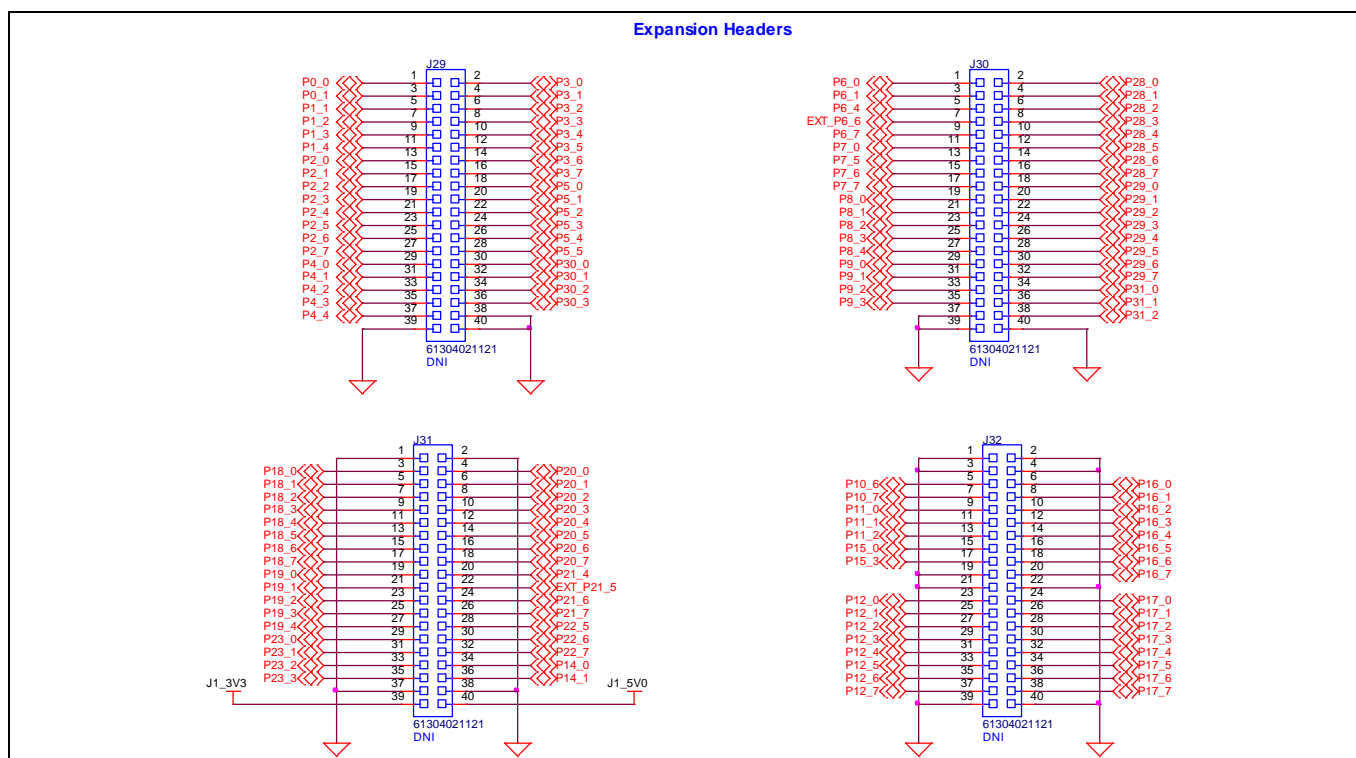 Expansion Headers
J29
1 2
P0_0 3 4 P3_0
P0_1 5 6 P3_1
P1_1 7 8 P3_2
P1_2 9 10 P3_3
P1_3 11 12 P3_4
P1_4 13 14 P3_5
P2_0 15 16 P3_6
P2_1 17 18 P3_7
P2_2 19 20 P5_0
P2_3 21 22 P5_1
P2_4 23 24 P5_2
P2_5 25 26 P5_3
P2_6 27 28 P5_4
P2_7 29 30 P5_5
P4_0 31 32 P30_0
P4_1 33 34 P30_1
P4_2 35 36 P30_2
P4_3 37 38 P30_3
P4_4 39 40
61304021121
DNI
J30
1 2
P6_0 3 4 P28_0
P6_1 5 6 P28_1
P6_4 7 8 P28_2
EXT_P6_6 9 10 P28_3
P6_7 11 12 P28_4
P7_0 13 14 P28_5
P7_5 15 16 P28_6
P7_6 17 18 P28_7
P7_7 19 20 P29_0
P8_0 21 22 P29_1
P8_1 23 24 P29_2
P8_2 25 26 P29_3
P8_3 27 28 P29_4
P8_4 29 30 P29_5
P9_0 31 32 P29_6
P9_1 33 34 P29_7
P9_2 35 36 P31_0
P9_3 37 38 P31_1
39 40 P31_2
61304021121
DNI
J31
1 2
3 4
P18_0 5 6 P20_0
P18_1 7 8 P20_1
P18_2 9 10 P20_2
P18_3 11 12 P20_3
P18_4 13 14 P20_4
P18_5 15 16 P20_5
P18_6 17 18 P20_6
P18_7 19 20 P20_7
P19_0 21 22 P21_4
P19_1 23 24 EXT_P21_5
P19_2 25 26 P21_6
P19_3 27 28 P21_7
P19_4 29 30 P22_5
P23_0 31 32 P22_6
P23_1 33 34 P22_7
P23_2 35 36 P14_0
P23_3 37 38 P14_1
J1_3V3 39 40 J1_5V0
61304021121
DNI
J32
1 2
3 4
5 6
P10_6 7 8 P16_0
P10_7 9 10 P16_1
P11_0 11 12 P16_2
P11_1 13 14 P16_3
P11_2 15 16 P16_4
P15_0 17 18 P16_5
P15_3 19 20 P16_6
21 22 P16_7
23 24
P12_0 25 26 P17_0
P12_1 27 28 P17_1
P12_2 29 30 P17_2
P12_3 31 32 P17_3
P12_4 33 34 P17_4
P12_5 35 36 P17_5
P12_6 37 38 P17_6
P12_7 39 40 P17_7
61304021121
DNI